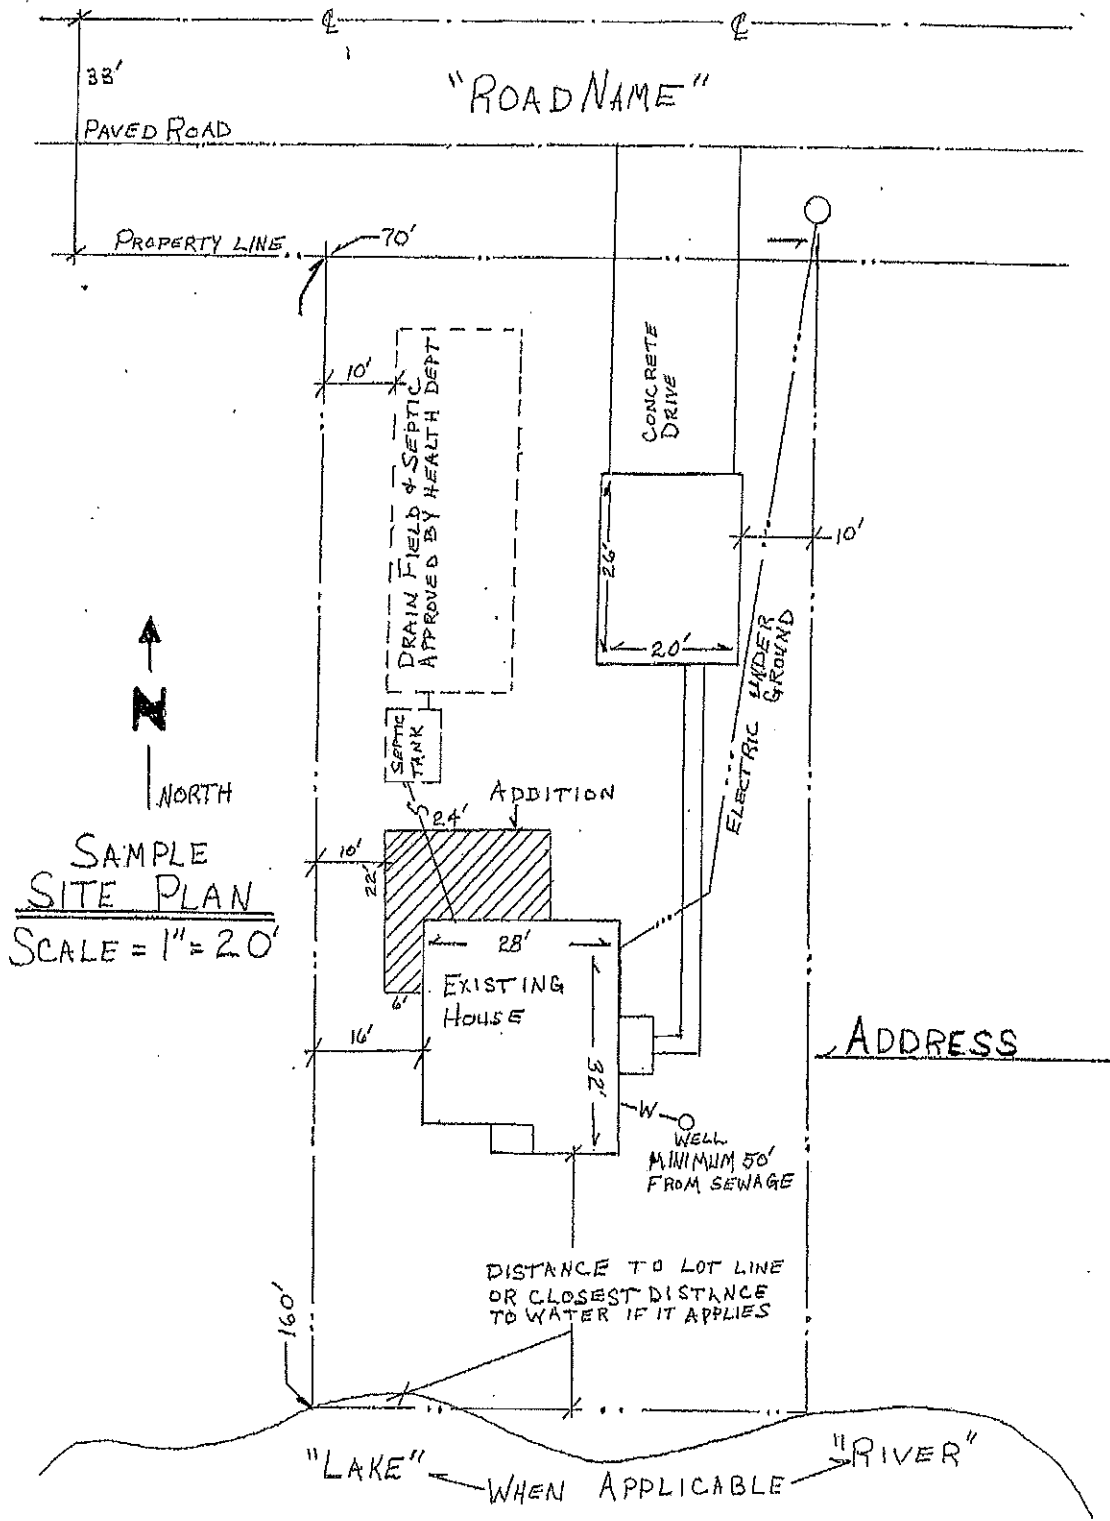 ℄
℄
33'
"ROAD NAME"
PAVED ROAD
PROPERTY LINE
70'
10'
DRAIN FIELD & SEPTIC
APPROVED BY HEALTH DEPT
CONCRETE
DRIVE
26'
20'
10'
ELECTRIC UNDER
GROUND
N
NORTH
SEPTIC
TANK
S
ADDITION
24'
10'
22'
SAMPLE
SITE PLAN
SCALE = 1" = 20'
28'
EXISTING
HOUSE
6'
16'
32'
ADDRESS
W
WELL
MINIMUM 50'
FROM SEWAGE
DISTANCE TO LOT LINE
OR CLOSEST DISTANCE
TO WATER IF IT APPLIES
160'
"LAKE"
WHEN APPLICABLE
"RIVER"